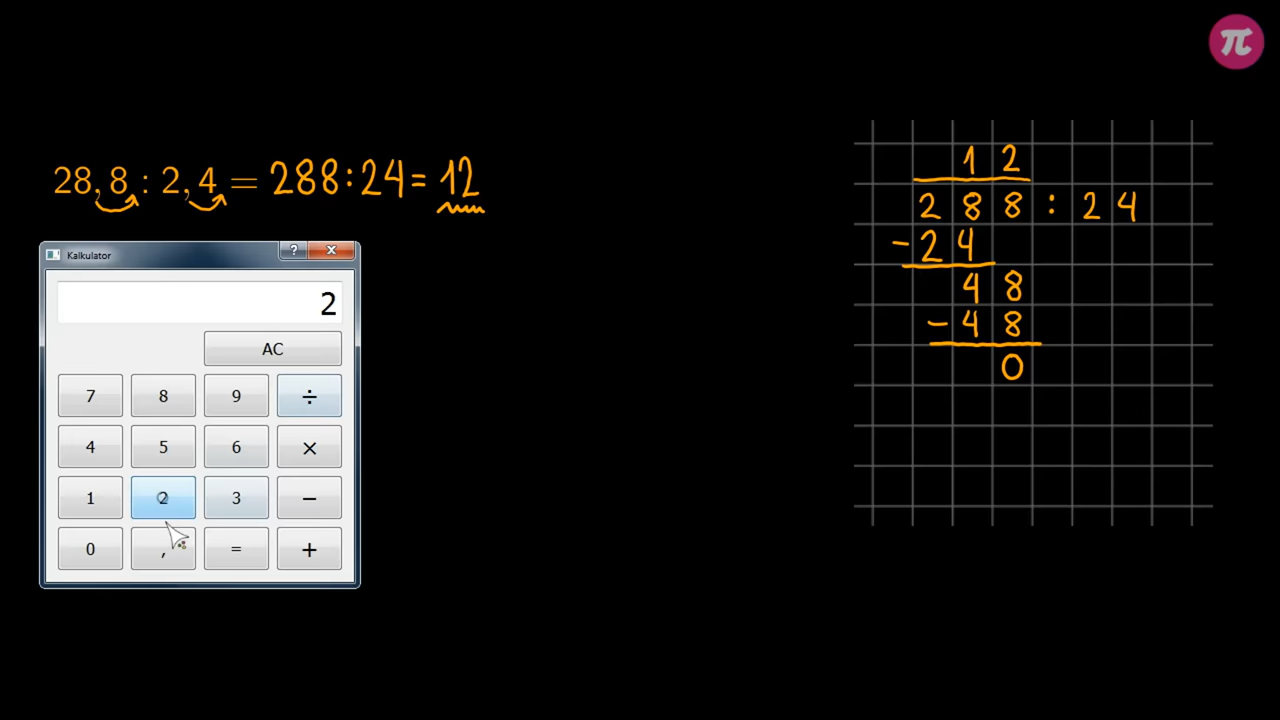 π
28,8 : 2,4 = 288:24= 12
Kalkulator
?
2
AC
7 8 9 ÷
4 5 6 ×
1 2 3 −
0 , = +
1 2
2 8 8 : 2 4
- 2 4
4 8
- 4 8
0